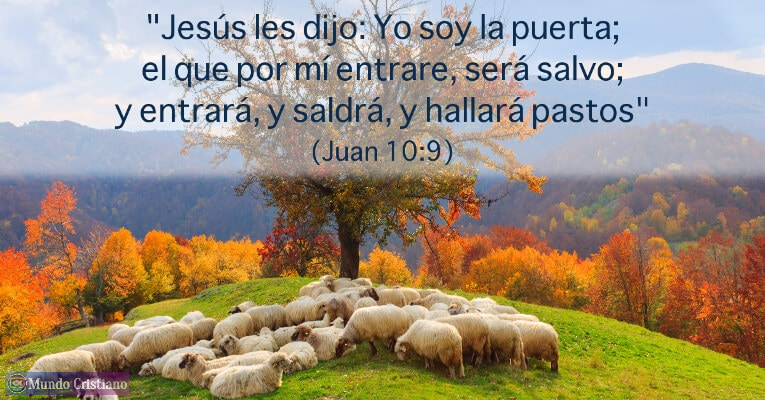 "Jesús les dijo: Yo soy la puerta;
el que por mí entrare, será salvo;
y entrará, y saldrá, y hallará pastos"
(Juan 10:9)
Mundo Cristiano